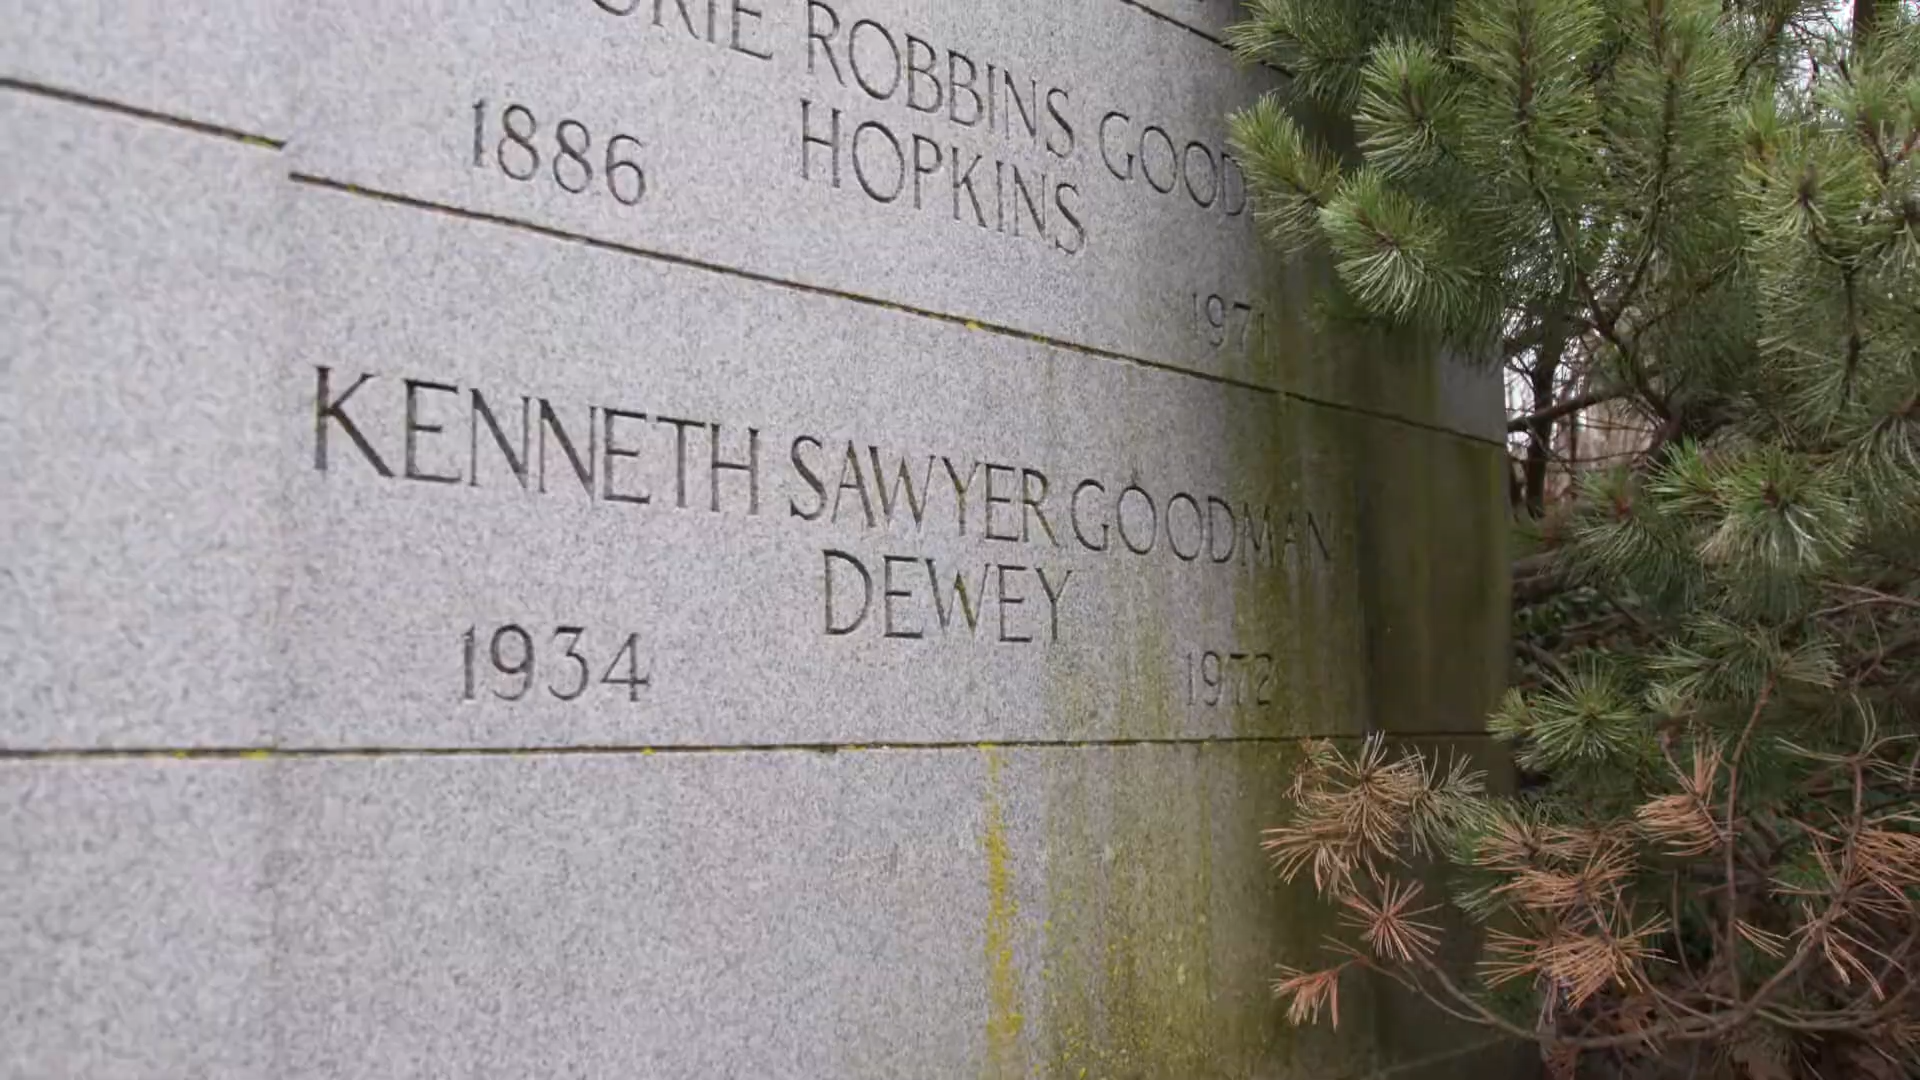 ROBBINS
HOPKINS
1886
KENNETH SAWYER GOODMAN
DEWEY
1934 1972